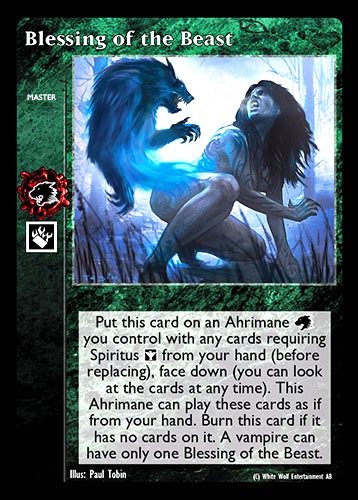 Blessing of the Beast
MASTER
Put this card on an Ahrimane
you control with any cards requiring
Spiritus from your hand (before
replacing), face down (you can look
at the cards at any time). This
Ahrimane can play these cards as if
from your hand. Burn this card if it
has no cards on it. A vampire can
have only one Blessing of the Beast.
Illus: Paul Tobin
(C) White Wolf Entertainment AB